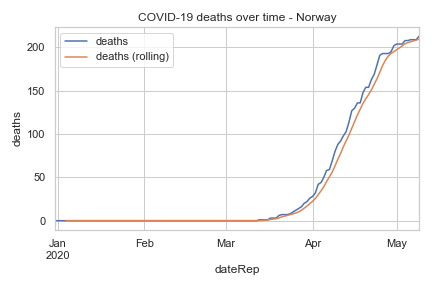 COVID-19 deaths over time - Norway
deaths
deaths (rolling)
200
150
100
50
0
deaths
Jan
2020
Feb
Mar
Apr
May
dateRep